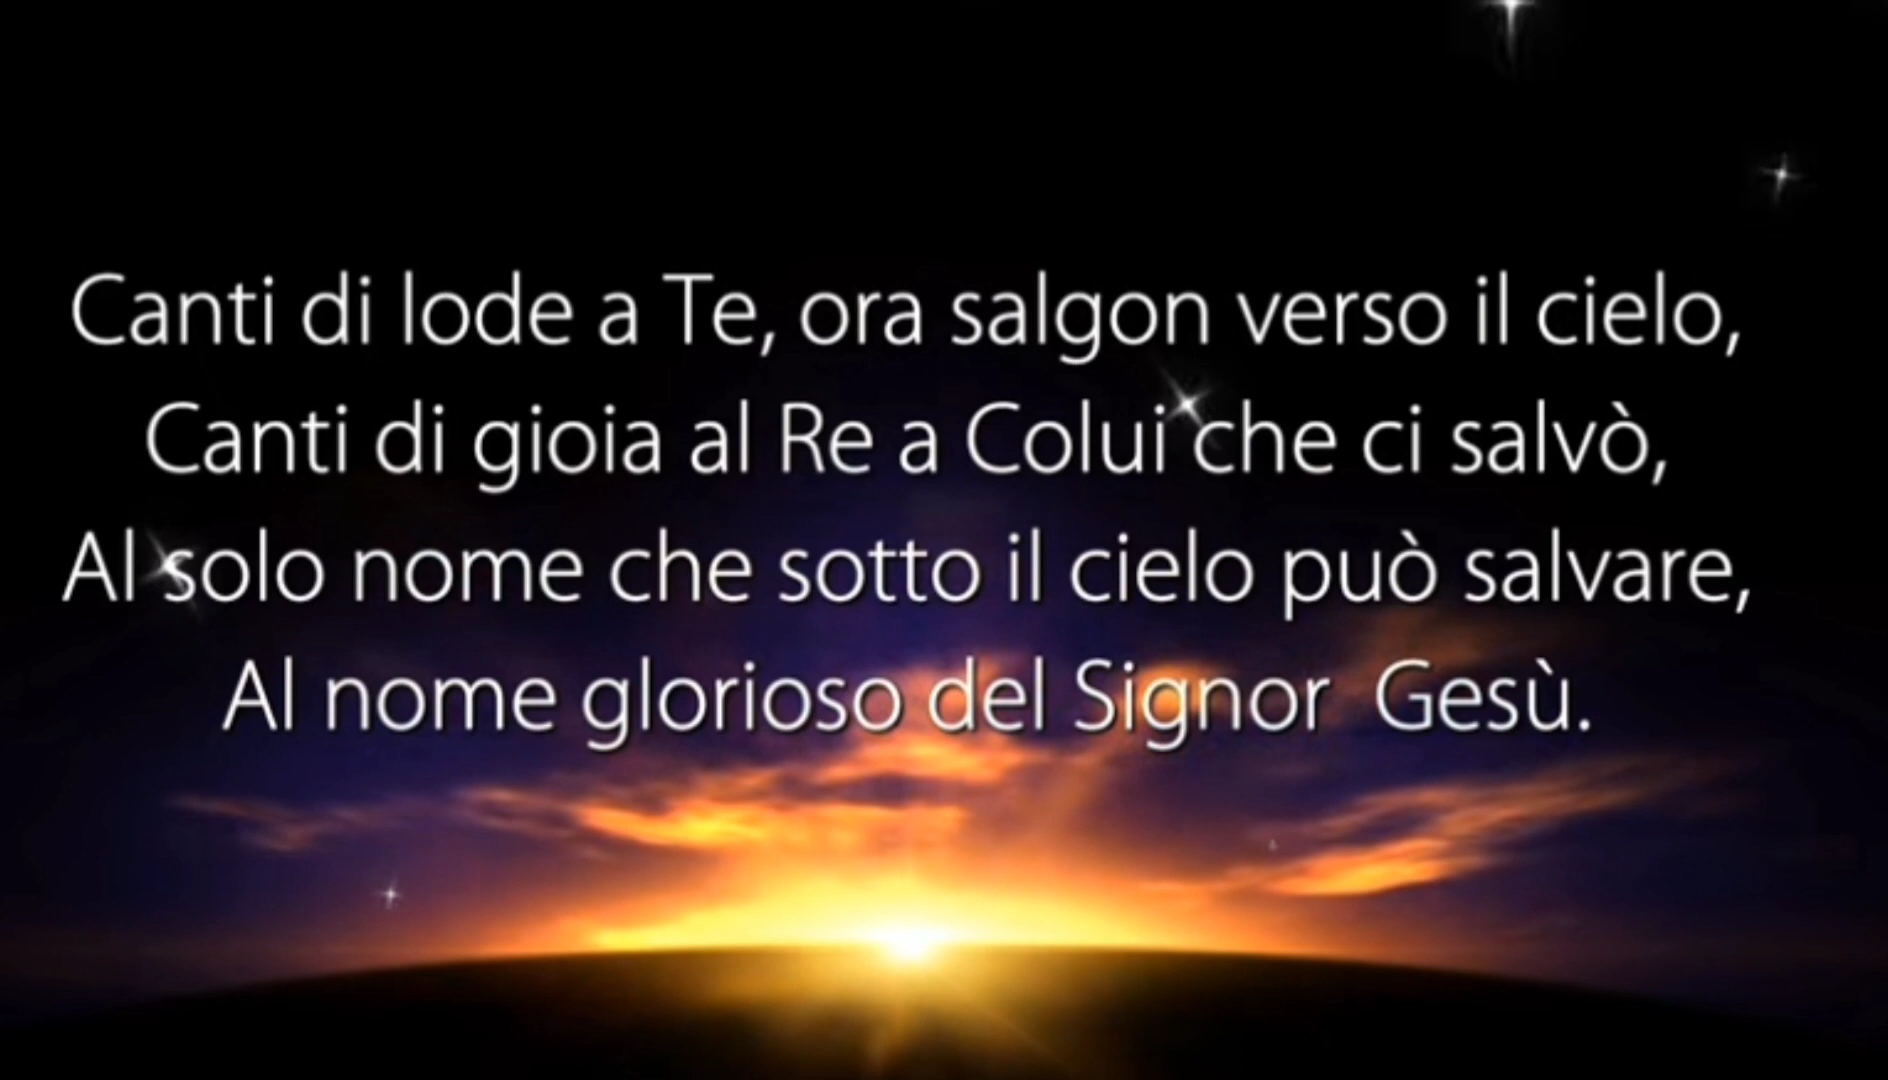 Canti di lode a Te, ora salgon verso il cielo,
Canti di gioia al Re a Colui che ci salvò,
Al solo nome che sotto il cielo può salvare,
Al nome glorioso del Signor  Gesù.